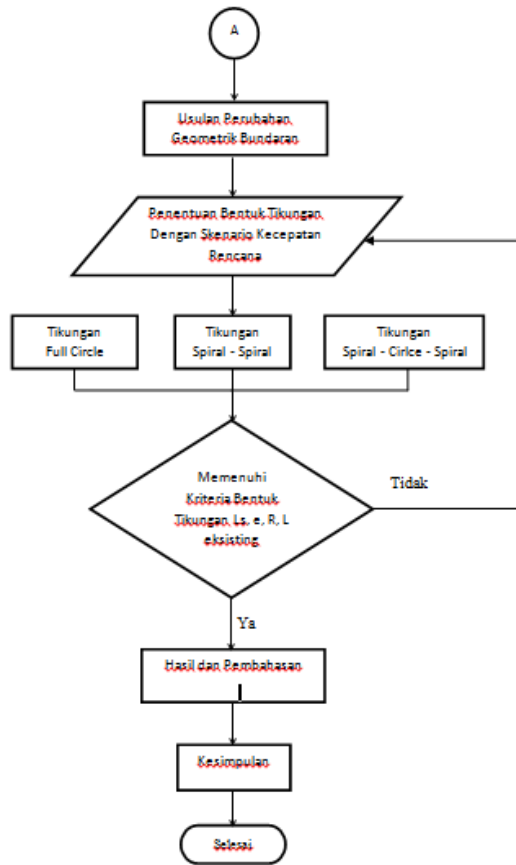 A
Usulan Perubahan
Geometrik Bundaran
Penentuan Bentuk Tikungan
Dengan Skenario Kecepatan
Rencana
Tikungan
Full Circle
Tikungan
Spiral - Spiral
Tikungan
Spiral - Cirlce - Spiral
Memenuhi
Kriteria Bentuk
Tikungan, Ls, e, R, L
eksisting
Tidak
Ya
Hasil dan Pembahasan
Kesimpulan
Selesai